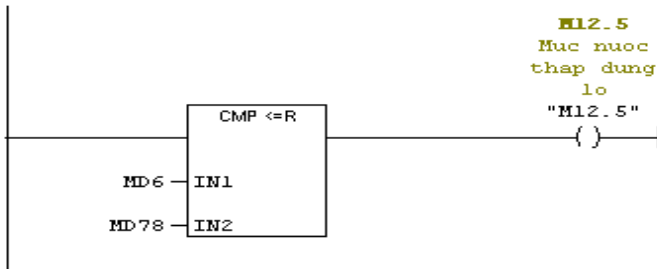 M12.5
Muc nuoc
thap dung
lo
"M12.5"
CMP <=R
( )
MD6
IN1
MD78
IN2